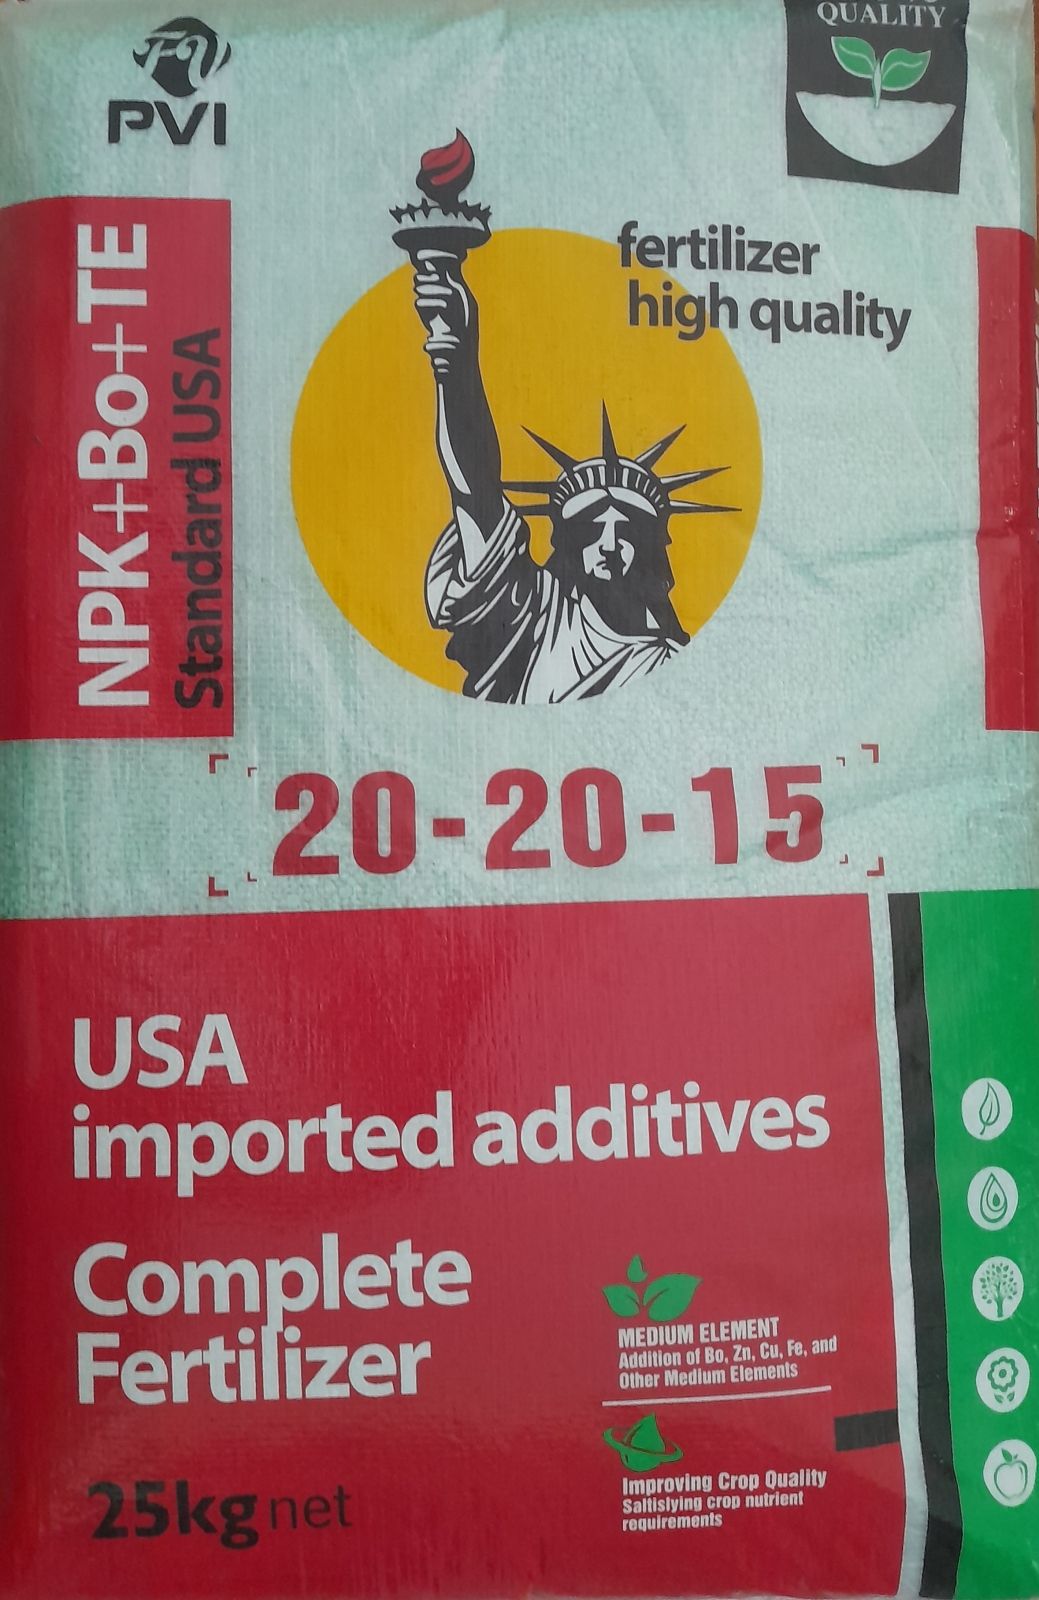 PVI
QUALITY
NPK+Bo+TE
Standard USA
fertilizer
high quality
20-20-15
USA
imported additives
Complete
Fertilizer
25kg net
MEDIUM ELEMENT
Addition of Bo, Zn, Cu, Fe, and
Other Medium Elements
Improving Crop Quality
Saltislying crop nutrient
requirements